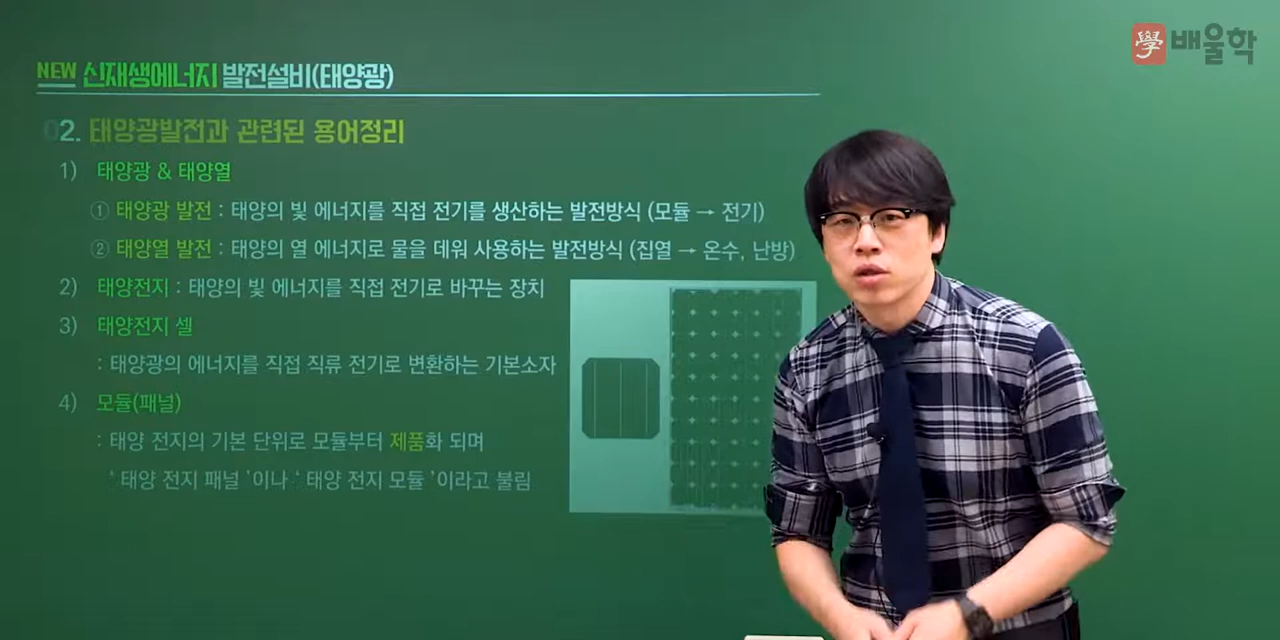 學 배울학
NEW 신재생에너지 발전설비(태양광)
02. 태양광발전과 관련된 용어정리
1) 태양광 & 태양열
① 태양광 발전 : 태양의 빛 에너지를 직접 전기를 생산하는 발전방식 (모듈 → 전기)
② 태양열 발전 : 태양의 열 에너지로 물을 데워 사용하는 발전방식 (집열 → 온수, 난방)
2) 태양전지 : 태양의 빛 에너지를 직접 전기로 바꾸는 장치
3) 태양전지 셀
: 태양광의 에너지를 직접 직류 전기로 변환하는 기본소자
4) 모듈(패널)
: 태양 전지의 기본 단위로 모듈부터 제품화 되며
‘ 태양 전지 패널 ’이나 ‘ 태양 전지 모듈 ’이라고 불림